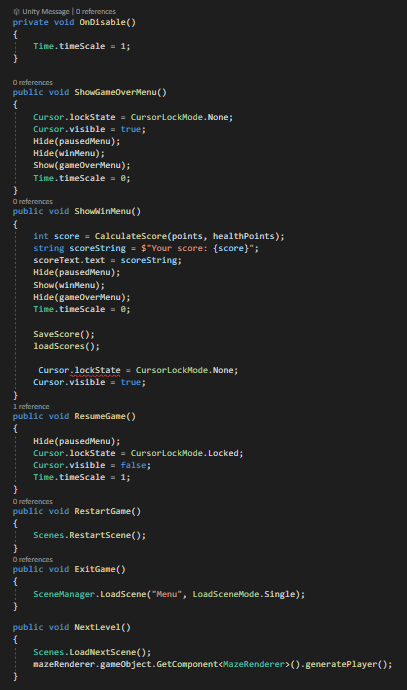 Unity Message | 0 references
private void OnDisable()
{
Time.timeScale = 1;
}
0 references
public void ShowGameOverMenu()
{
Cursor.lockState = CursorLockMode.None;
Cursor.visible = true;
Hide(pausedMenu);
Hide(winMenu);
Show(gameOverMenu);
Time.timeScale = 0;
}
0 references
public void ShowWinMenu()
{
int score = CalculateScore(points, healthPoints);
string scoreString = $"Your score: {score}";
scoreText.text = scoreString;
Hide(pausedMenu);
Show(winMenu);
Hide(gameOverMenu);
Time.timeScale = 0;
SaveScore();
loadScores();
Cursor.lockState = CursorLockMode.None;
Cursor.visible = true;
}
1 reference
public void ResumeGame()
{
Hide(pausedMenu);
Cursor.lockState = CursorLockMode.Locked;
Cursor.visible = false;
Time.timeScale = 1;
}
0 references
public void RestartGame()
{
Scenes.RestartScene();
}
0 references
public void ExitGame()
{
SceneManager.LoadScene("Menu", LoadSceneMode.Single);
}
public void NextLevel()
{
Scenes.LoadNextScene();
mazeRenderer.gameObject.GetComponent<MazeRenderer>().generatePlayer();
}